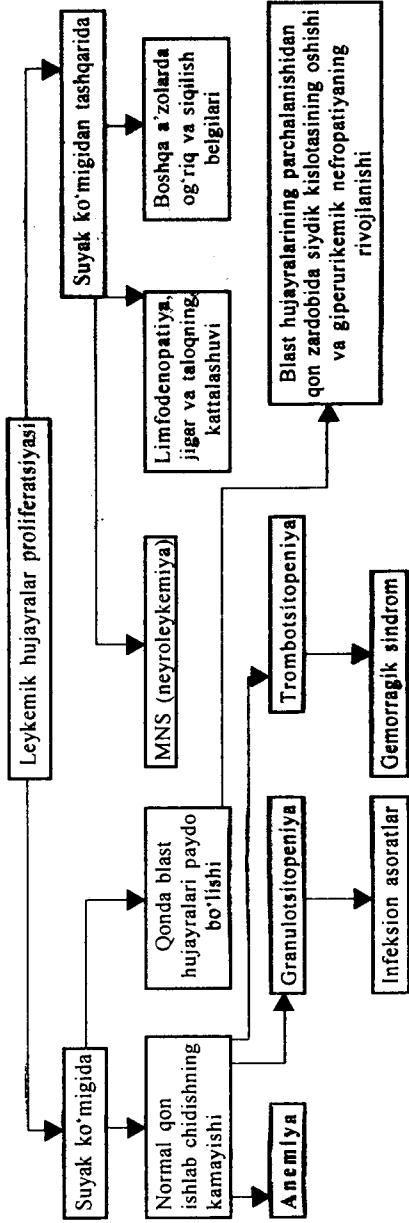 Leykemik hujayralar proliferatsiyasi
Suyak ko'migida
Suyak ko'migidan tashqarida
Normal qon
ishlab chidishning
kamayishi
Qonda blast
hujayralari paydo
bo'lishi
MNS (neyroleykemiya)
Limfodenopatiya,
jigar va taloqning
kattalashuvi
Boshqa a'zolarda
og'riq va siqilish
belgilari
Anemiya
Granulotsitopeniya
Trombotsitopeniya
Blast hujayralarining parchalanishidan
qon zardobida siydik kislotasining oshishi
va giperurikemik nefropatiyaning
rivojlanishi
Infeksion asoratlar
Gemorragik sindrom